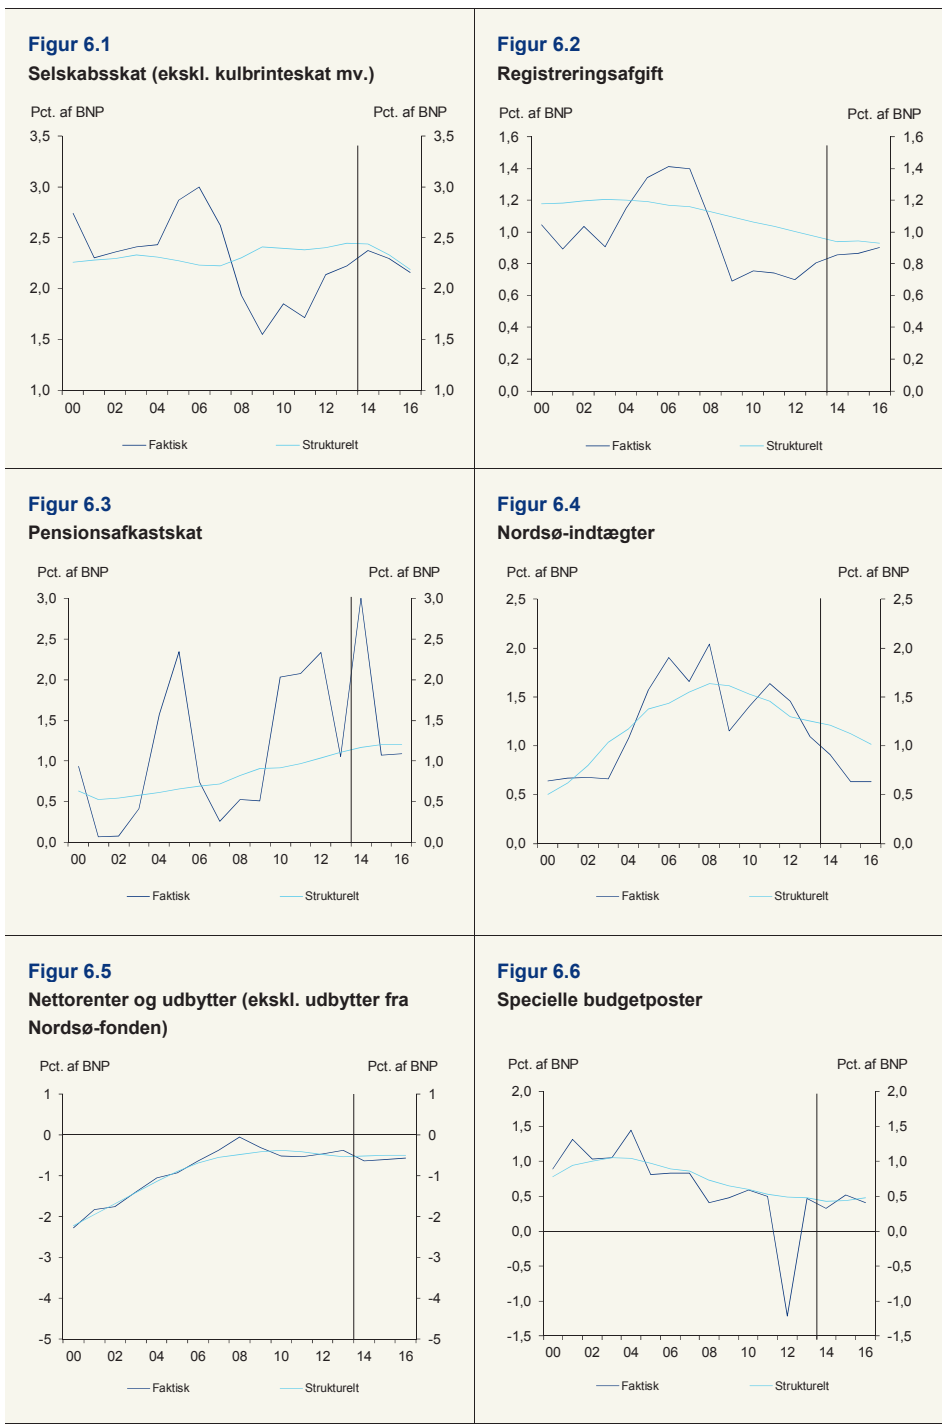 Figur 6.1
Selskabsskat (ekskl. kulbrinteskat mv.)
Pct. af BNP Pct. af BNP
3,5 3,5
3,0 3,0
2,5 2,5
2,0 2,0
1,5 1,5
1,0 1,0
00 02 04 06 08 10 12 14 16
Faktisk Strukturelt
Figur 6.2
Registreringsafgift
Pct. af BNP Pct. af BNP
1,6 1,6
1,4 1,4
1,2 1,2
1,0 1,0
0,8 0,8
0,6 0,6
0,4 0,4
0,2 0,2
0,0 0,0
00 02 04 06 08 10 12 14 16
Faktisk Strukturelt
Figur 6.3
Pensionsafkastskat
Pct. af BNP Pct. af BNP
3,0 3,0
2,5 2,5
2,0 2,0
1,5 1,5
1,0 1,0
0,5 0,5
0,0 0,0
00 02 04 06 08 10 12 14 16
Faktisk Strukturelt
Figur 6.4
Nordsø-indtægter
Pct. af BNP Pct. af BNP
2,5 2,5
2,0 2,0
1,5 1,5
1,0 1,0
0,5 0,5
0,0 0,0
00 02 04 06 08 10 12 14 16
Faktisk Strukturelt
Figur 6.5
Nettorenter og udbytter (ekskl. udbytter fra
Nordsø-fonden)
Pct. af BNP Pct. af BNP
1 1
0 0
-1 -1
-2 -2
-3 -3
-4 -4
-5 -5
00 02 04 06 08 10 12 14 16
Faktisk Strukturelt
Figur 6.6
Specielle budgetposter
Pct. af BNP Pct. af BNP
2,0 2,0
1,5 1,5
1,0 1,0
0,5 0,5
0,0 0,0
-0,5 -0,5
-1,0 -1,0
-1,5 -1,5
00 02 04 06 08 10 12 14 16
Faktisk Strukturelt